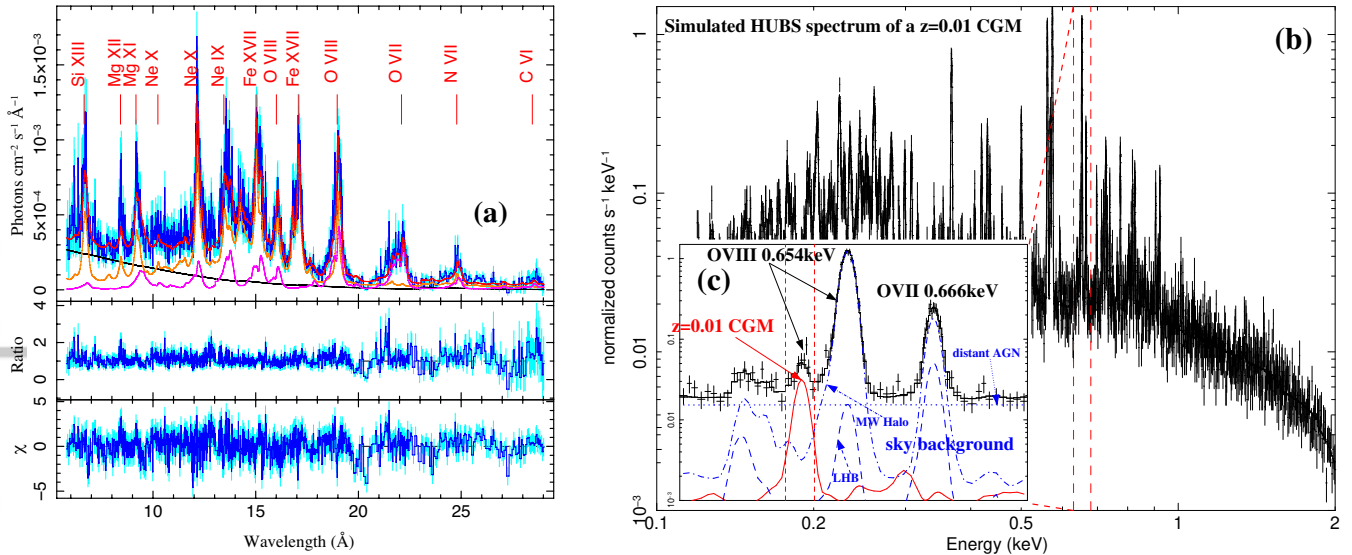 Si XIII
Mg XII
Mg XI
Ne X
Ne X
Ne IX
Fe XVII
O VIII
Fe XVII
O VIII
O VII
N VII
C VI
Photons cm⁻² s⁻¹ Å⁻¹
1.5×10⁻³
10⁻³
5×10⁻⁴
0
(a)
Ratio
4
2
0
χ
5
0
−5
10 15 20 25
Wavelength (Å)
Simulated HUBS spectrum of a z=0.01 CGM
(b)
normalized counts s⁻¹ keV⁻¹
1
0.1
0.01
10⁻³
OVIII 0.654keV
(c)
OVII 0.666keV
z=0.01 CGM
distant AGN
MW Halo
sky background
LHB
0.1
0.01
0.1 0.2 0.5 1 2
Energy (keV)